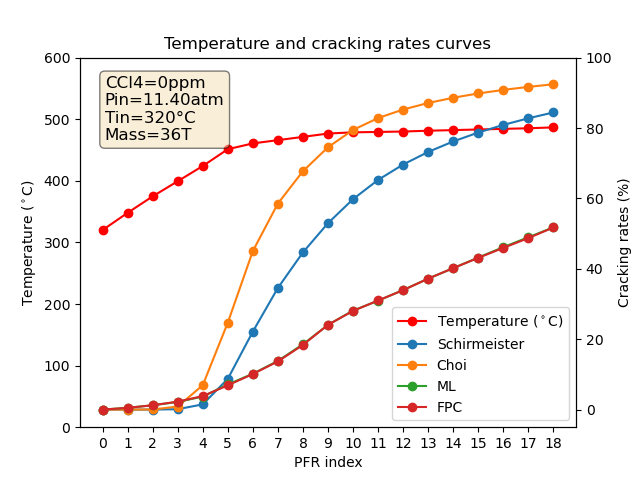 Temperature and cracking rates curves
CCl4=0ppm
Pin=11.40atm
Tin=320°C
Mass=36T
600
500
400
300
200
100
0
Temperature (°C)
100
80
60
40
20
0
Cracking rates (%)
Temperature (°C)
Schirmeister
Choi
ML
FPC
0 1 2 3 4 5 6 7 8 9 10 11 12 13 14 15 16 17 18
PFR index